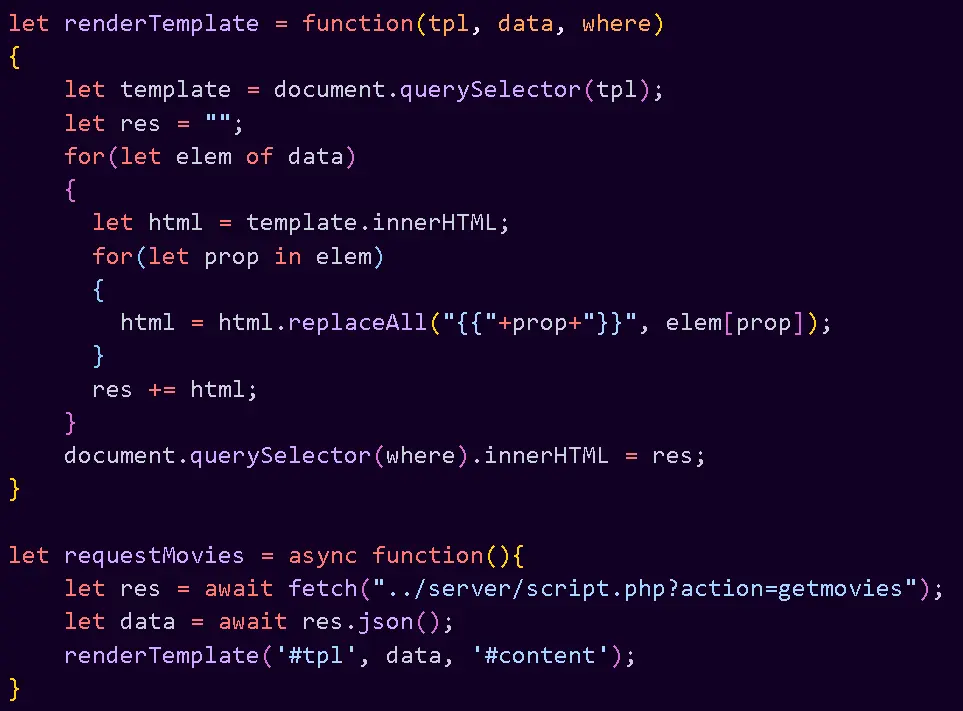 let renderTemplate = function(tpl, data, where)
{
    let template = document.querySelector(tpl);
    let res = "";
    for(let elem of data)
    {
      let html = template.innerHTML;
      for(let prop in elem)
      {
        html = html.replaceAll("{{"+prop+"}}", elem[prop]);
      }
      res += html;
    }
    document.querySelector(where).innerHTML = res;
}

let requestMovies = async function(){
    let res = await fetch("../server/script.php?action=getmovies");
    let data = await res.json();
    renderTemplate('#tpl', data, '#content');
}